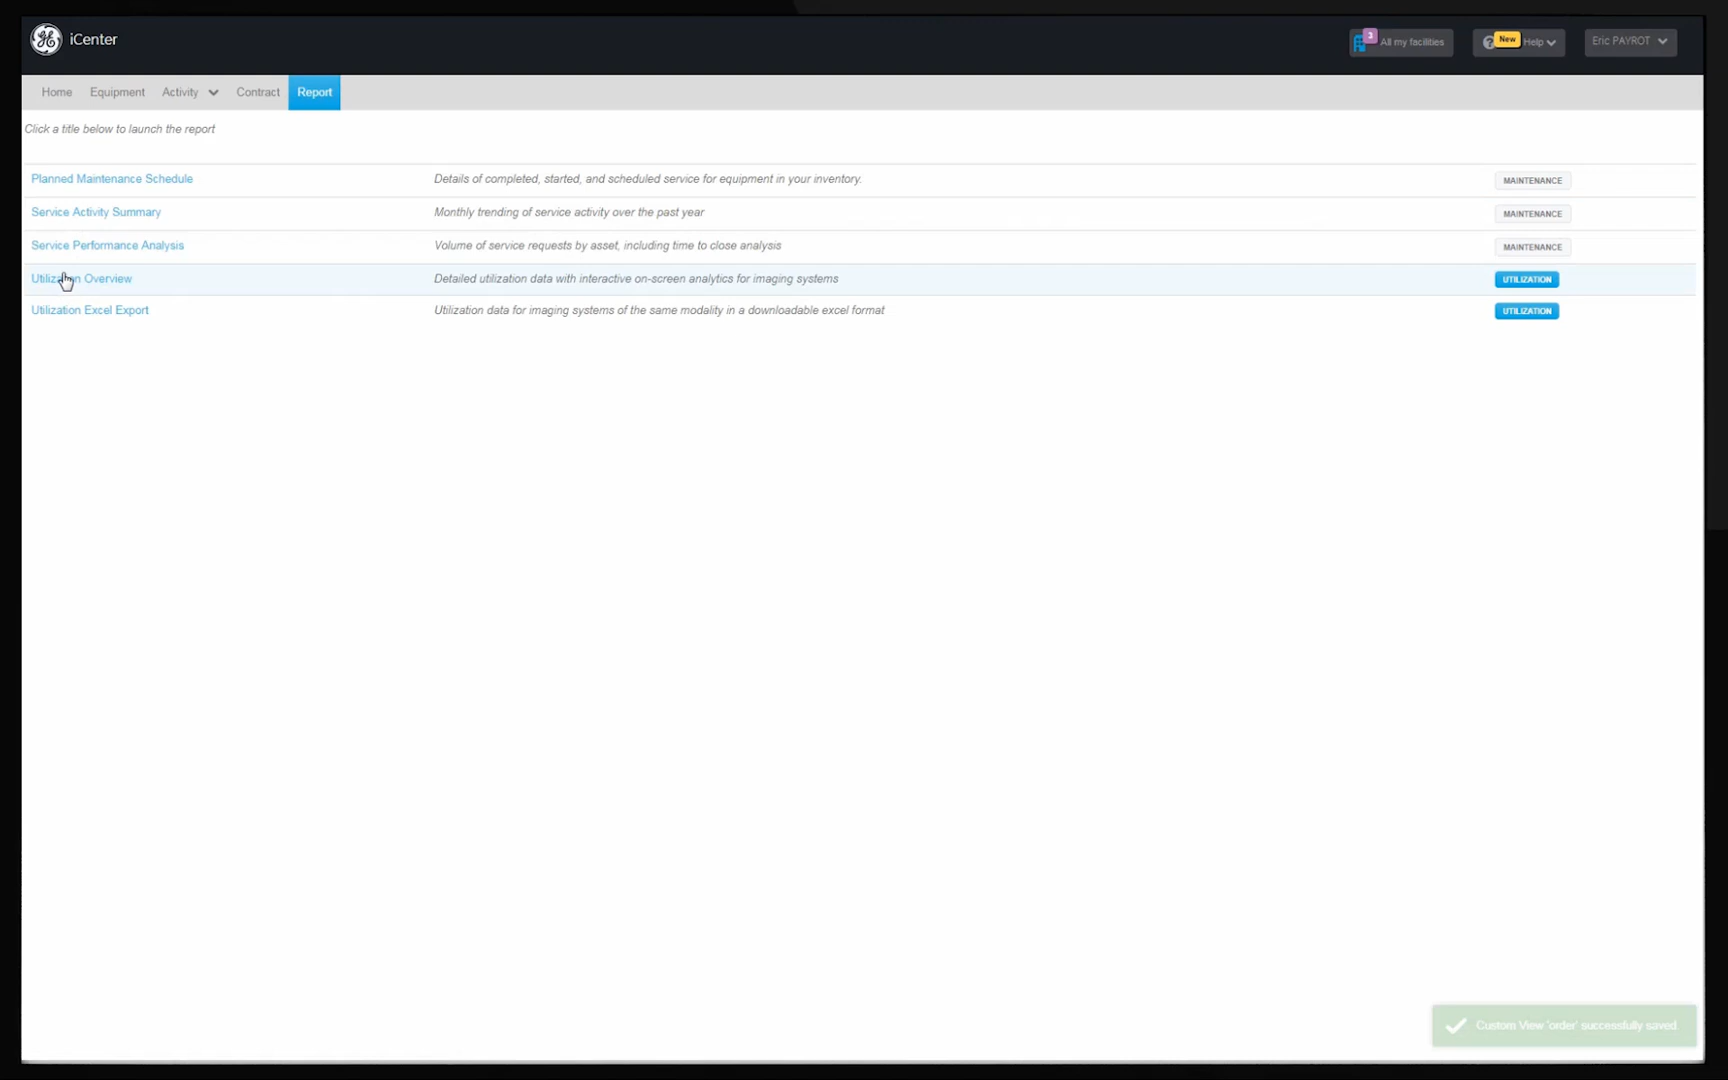 iCenter
3 All my facilities
New Help
Eric PAYROT
Home Equipment Activity Contract Report
Click a title below to launch the report
Planned Maintenance Schedule Details of completed, started, and scheduled service for equipment in your inventory. MAINTENANCE
Service Activity Summary Monthly trending of service activity over the past year MAINTENANCE
Service Performance Analysis Volume of service requests by asset, including time to close analysis MAINTENANCE
Utilization Overview Detailed utilization data with interactive on-screen analytics for imaging systems UTILIZATION
Utilization Excel Export Utilization data for imaging systems of the same modality in a downloadable excel format UTILIZATION
Custom View 'order' successfully saved